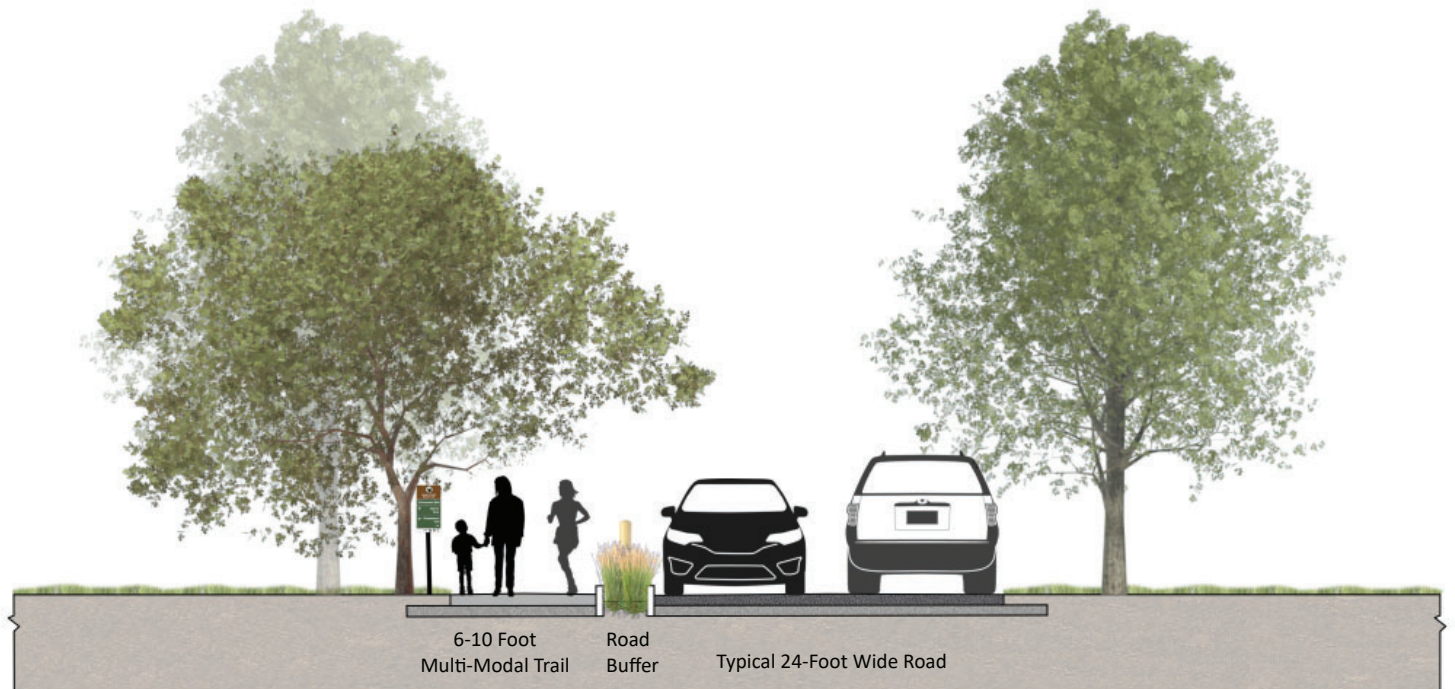 6-10 Foot
Multi-Modal Trail
Road
Buffer
Typical 24-Foot Wide Road